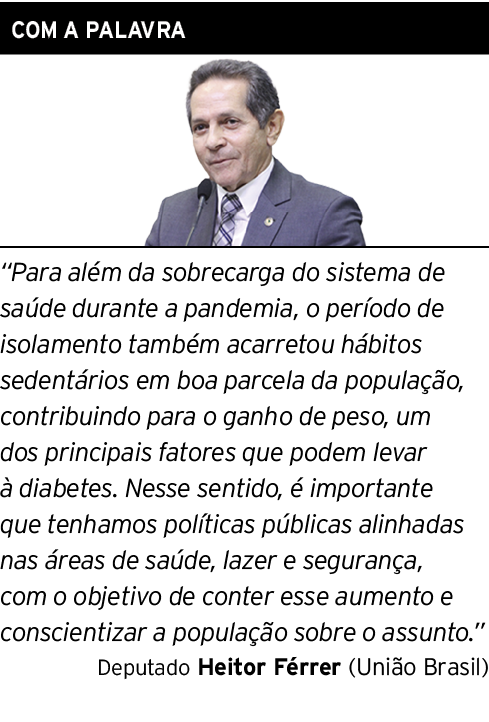 COM A PALAVRA
“Para além da sobrecarga do sistema de
saúde durante a pandemia, o período de
isolamento também acarretou hábitos
sedentários em boa parcela da população,
contribuindo para o ganho de peso, um
dos principais fatores que podem levar
à diabetes. Nesse sentido, é importante
que tenhamos políticas públicas alinhadas
nas áreas de saúde, lazer e segurança,
com o objetivo de conter esse aumento e
conscientizar a população sobre o assunto.”
Deputado Heitor Férrer (União Brasil)